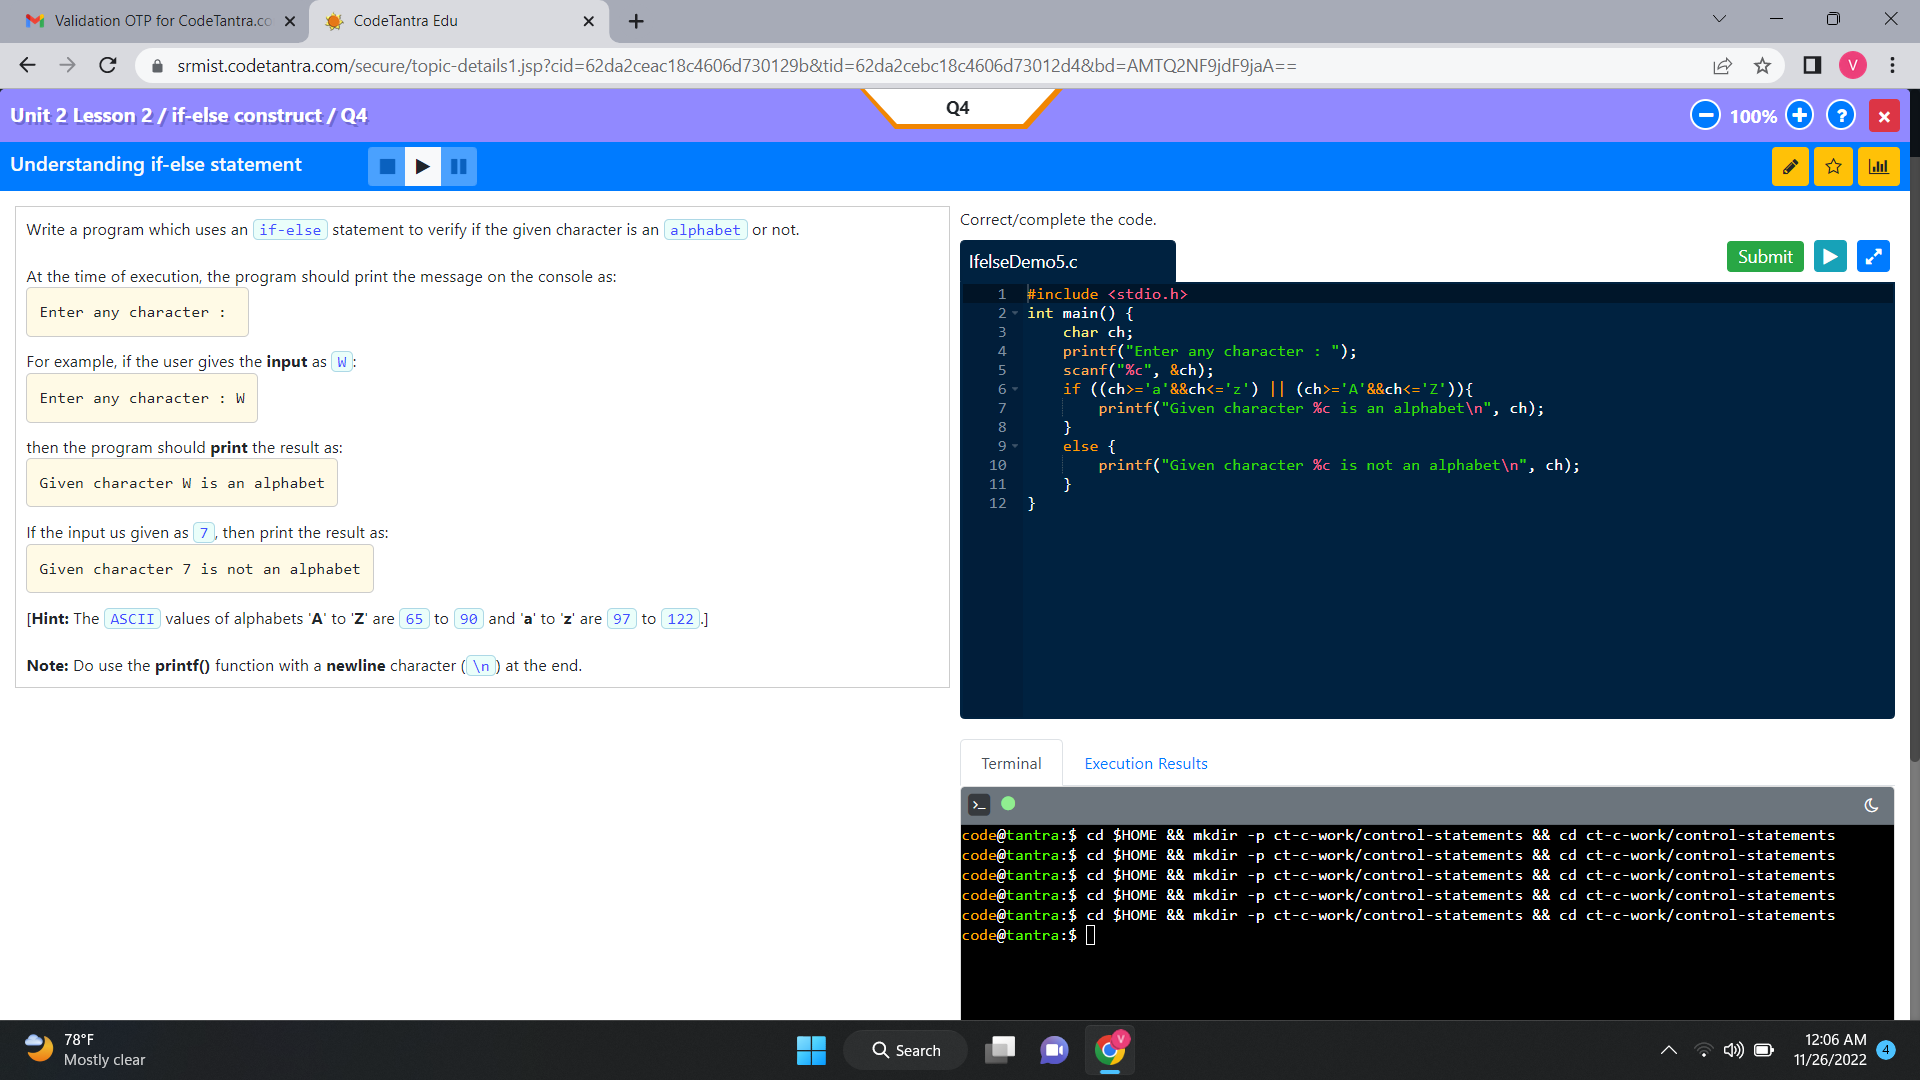 Validation OTP for CodeTantra.co
CodeTantra Edu
srmist.codetantra.com/secure/topic-details1.jsp?cid=62da2ceac18c4606d730129b&tid=62da2cebc18c4606d73012d4&bd=AMTQ2NF9jdF9jaA==
V
Unit 2 Lesson 2 / if-else construct / Q4
Q4
100%
?
Understanding if-else statement
Write a program which uses an if-else statement to verify if the given character is an alphabet or not.
At the time of execution, the program should print the message on the console as:
Enter any character :
For example, if the user gives the input as W:
Enter any character : W
then the program should print the result as:
Given character W is an alphabet
If the input us given as 7, then print the result as:
Given character 7 is not an alphabet
[Hint: The ASCII values of alphabets 'A' to 'Z' are 65 to 90 and 'a' to 'z' are 97 to 122.]
Note: Do use the printf() function with a newline character (\n) at the end.
Correct/complete the code.
IfelseDemo5.c
Submit
1 #include <stdio.h>
2 int main() {
3 char ch;
4 printf("Enter any character : ");
5 scanf("%c", &ch);
6 if ((ch>='a'&&ch<='z') || (ch>='A'&&ch<='Z')){
7 printf("Given character %c is an alphabet\n", ch);
8 }
9 else {
10 printf("Given character %c is not an alphabet\n", ch);
11 }
12 }
Terminal
Execution Results
code@tantra:$ cd $HOME && mkdir -p ct-c-work/control-statements && cd ct-c-work/control-statements
code@tantra:$ cd $HOME && mkdir -p ct-c-work/control-statements && cd ct-c-work/control-statements
code@tantra:$ cd $HOME && mkdir -p ct-c-work/control-statements && cd ct-c-work/control-statements
code@tantra:$ cd $HOME && mkdir -p ct-c-work/control-statements && cd ct-c-work/control-statements
code@tantra:$ cd $HOME && mkdir -p ct-c-work/control-statements && cd ct-c-work/control-statements
code@tantra:$
78°F
Mostly clear
Search
V
12:06 AM
11/26/2022
4